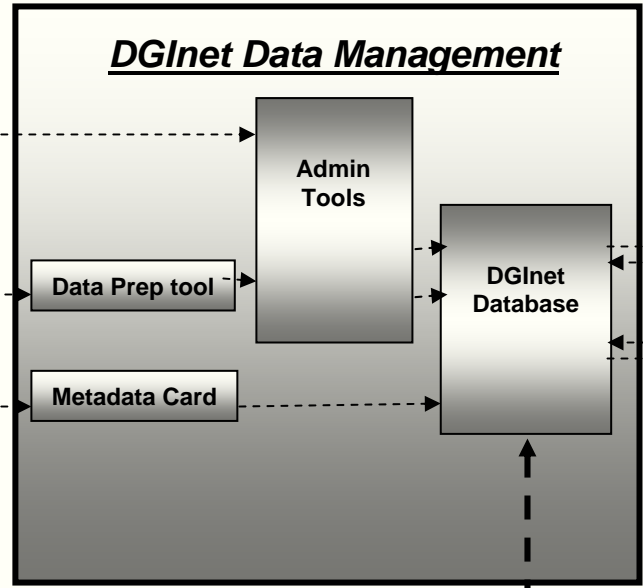 DGInet Data Management
Admin
Tools
DGInet
Database
Data Prep tool
Metadata Card